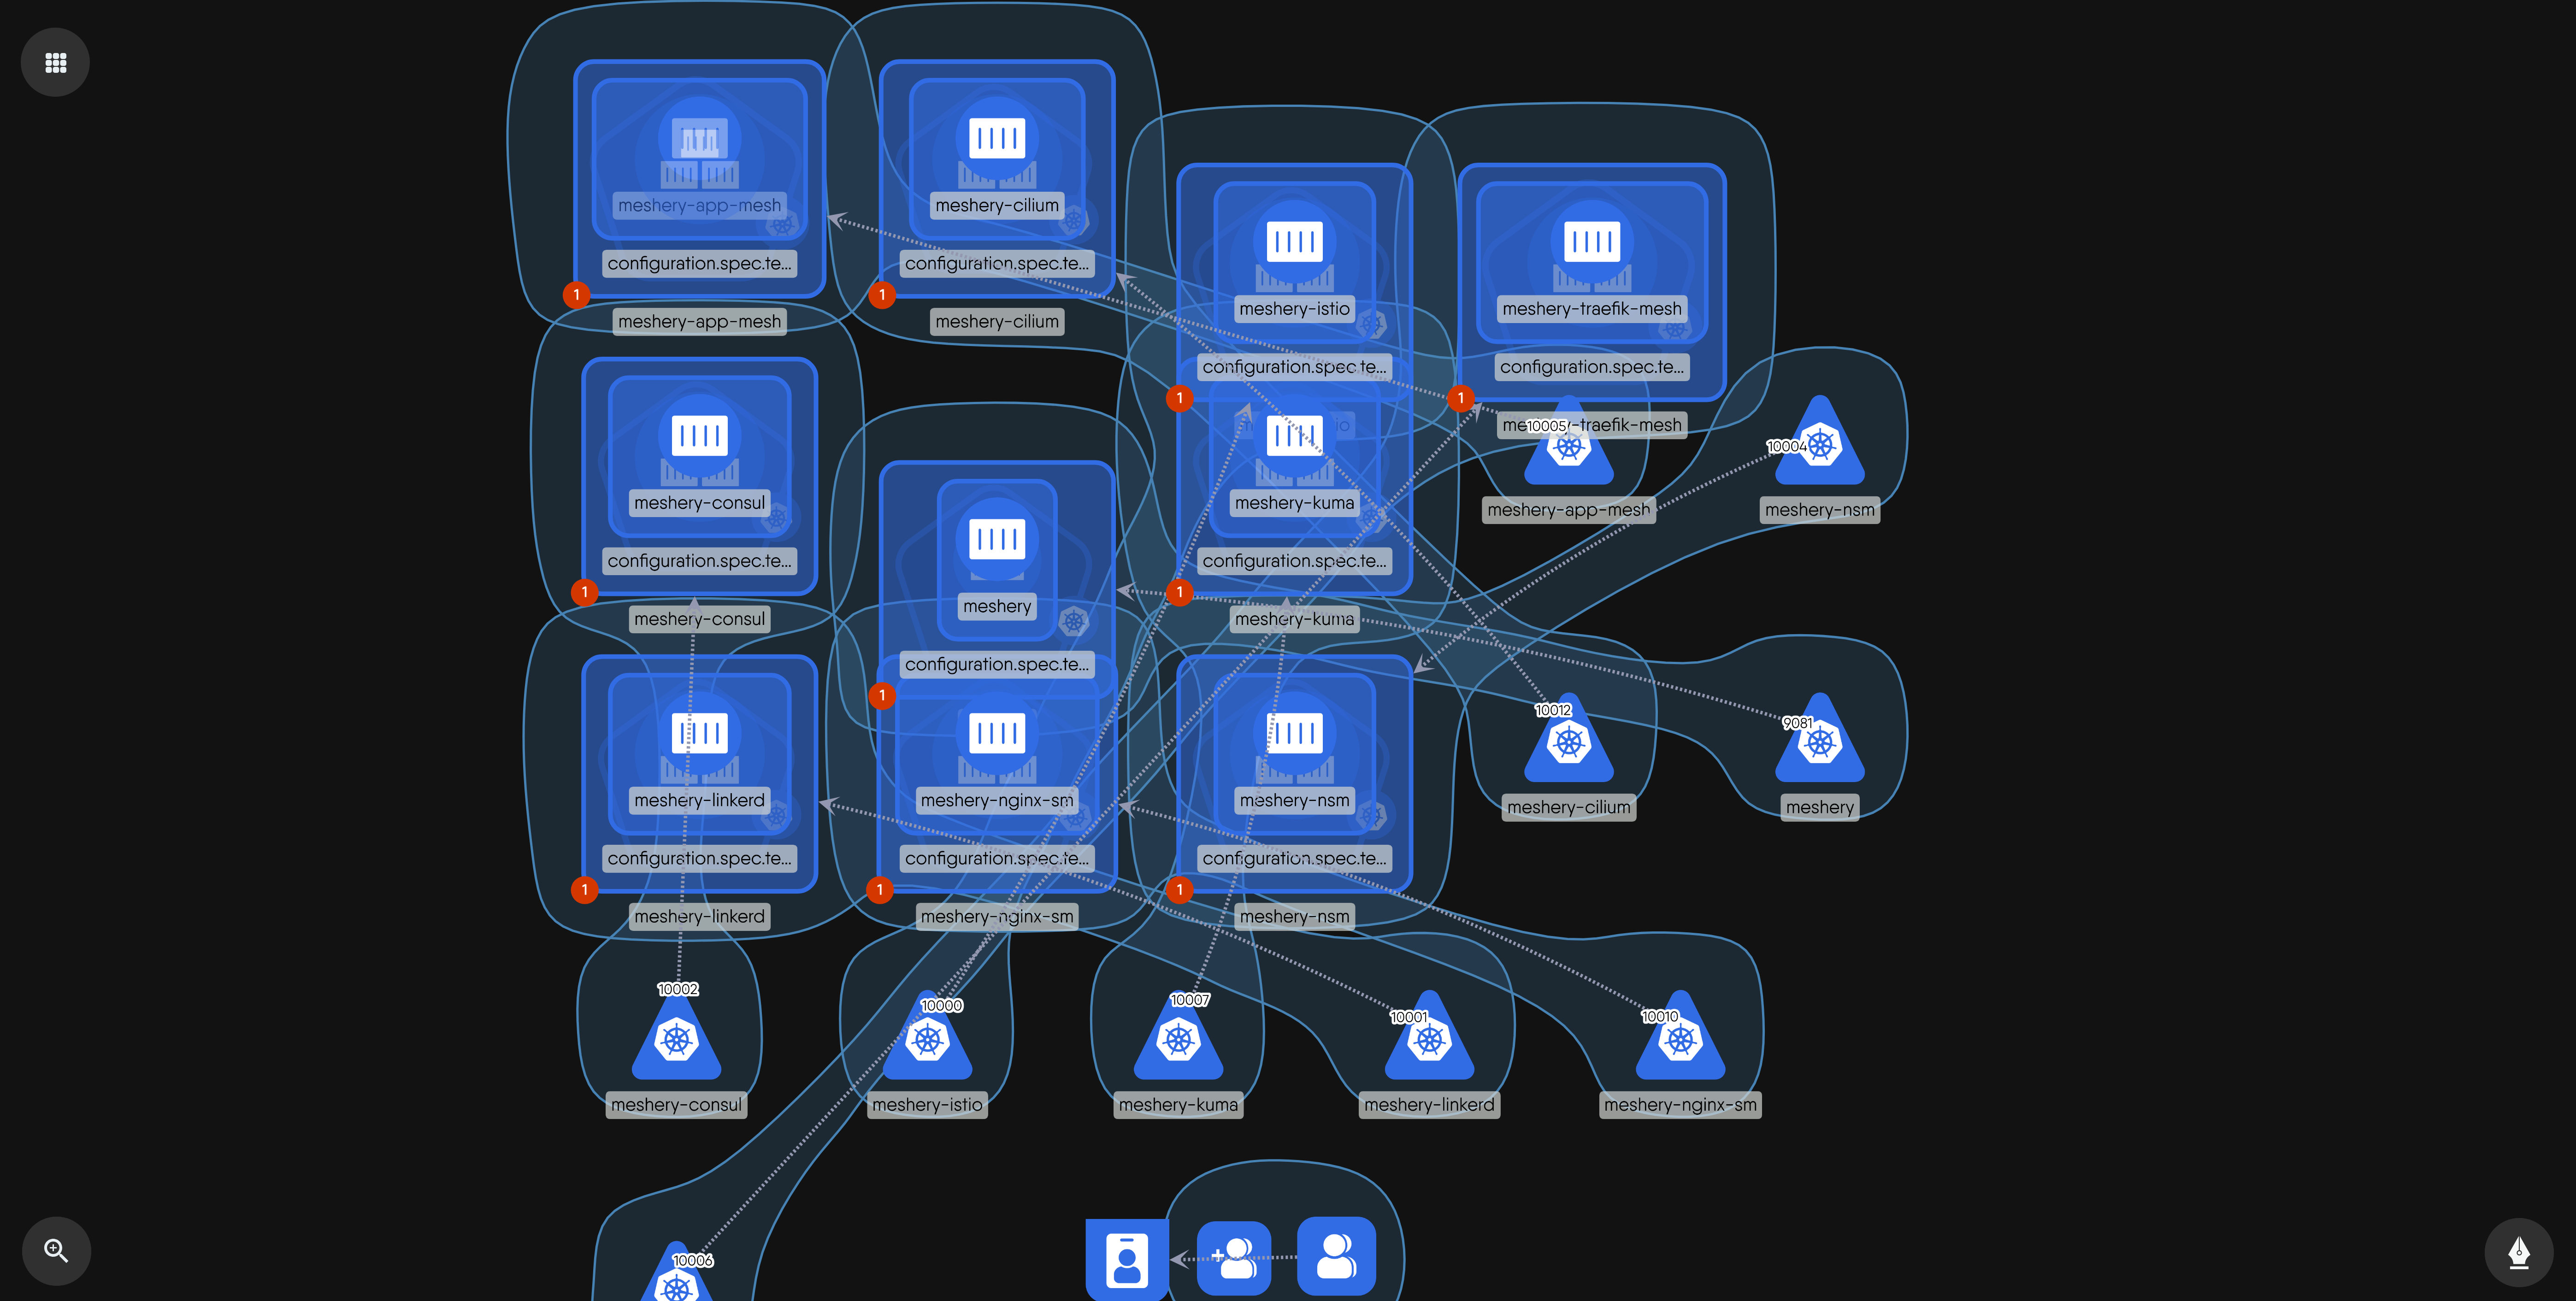 meshery-app-mesh
configuration.spec.te...
1
meshery-app-mesh
meshery-cilium
configuration.spec.te...
1
meshery-cilium
meshery-istio
configuration.spec.te...
1
meshery-traefik-mesh
configuration.spec.te...
1
-traefik-mesh
10005
meshery-app-mesh
10004
meshery-nsm
meshery-consul
configuration.spec.te...
1
meshery-consul
meshery
configuration.spec.te...
1
meshery-kuma
configuration.spec.te...
1
meshery-kuma
meshery-linkerd
configuration.spec.te...
1
meshery-linkerd
meshery-nginx-sm
configuration.spec.te...
1
meshery-nginx-sm
meshery-nsm
configuration.spec.te...
1
meshery-nsm
10012
meshery-cilium
9081
meshery
10002
meshery-consul
10000
meshery-istio
10007
meshery-kuma
10001
meshery-linkerd
10010
meshery-nginx-sm
10006